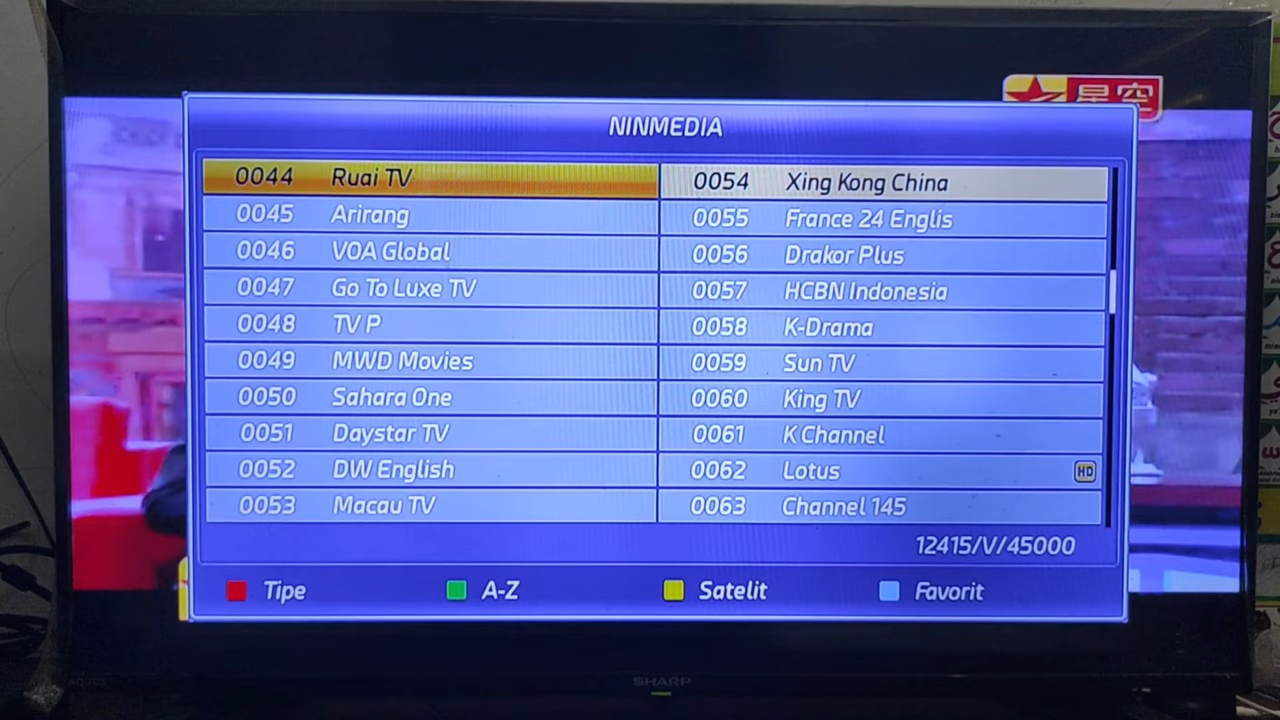 星空
NINMEDIA
0044 Ruai TV
0045 Arirang
0046 VOA Global
0047 Go To Luxe TV
0048 TV P
0049 MWD Movies
0050 Sahara One
0051 Daystar TV
0052 DW English
0053 Macau TV
0054 Xing Kong China
0055 France 24 Englis
0056 Drakor Plus
0057 HCBN Indonesia
0058 K-Drama
0059 Sun TV
0060 King TV
0061 K Channel
0062 Lotus HD
0063 Channel 145
12415/V/45000
Tipe A-Z Satelit Favorit
AQUOS
SHARP